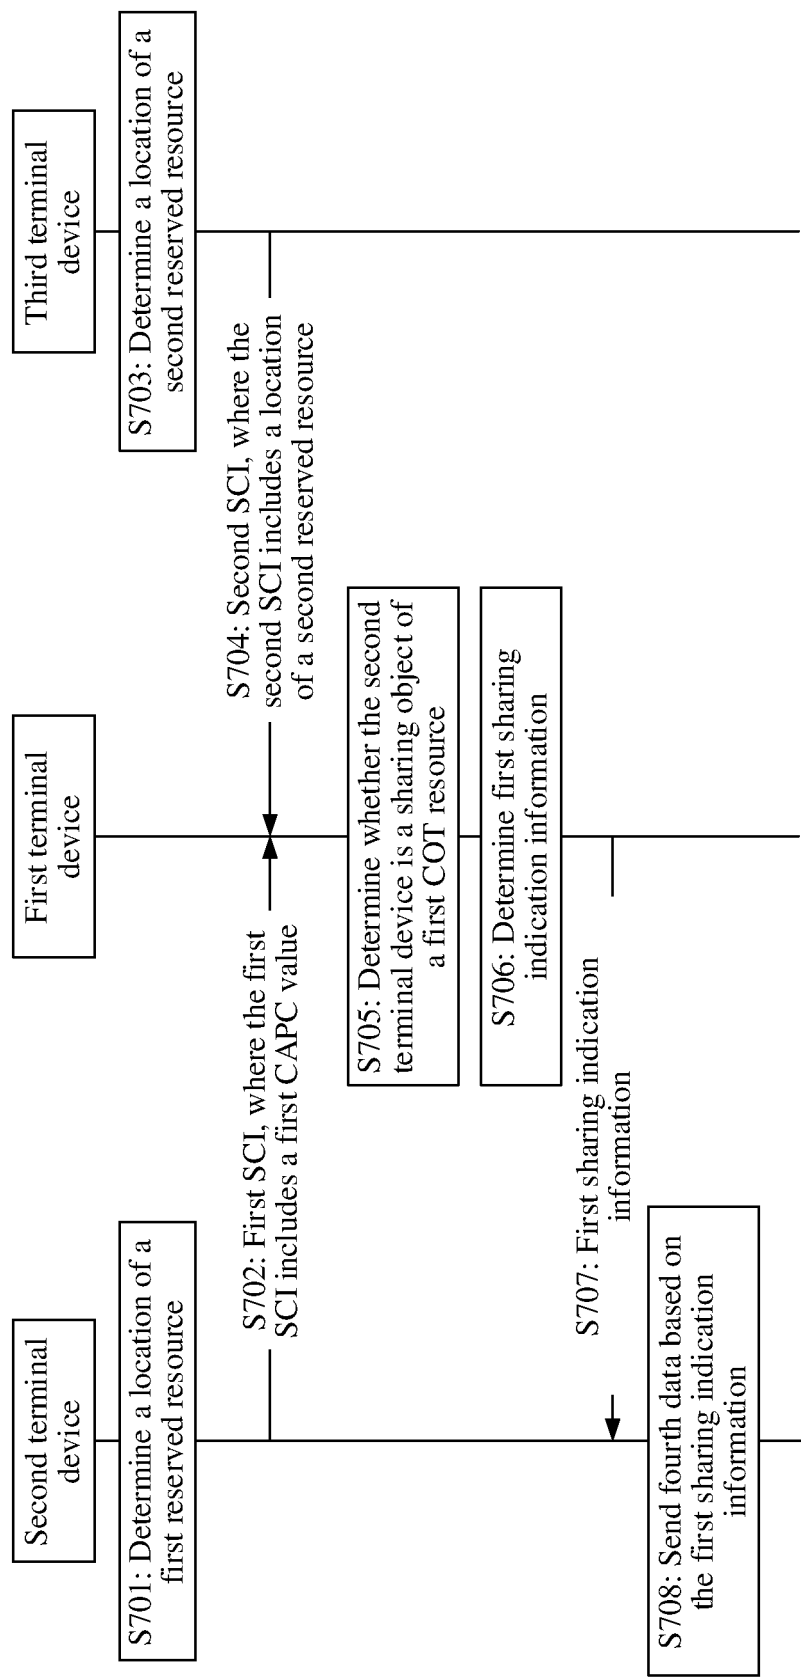 Second terminal
device
First terminal
device
Third terminal
device
S701: Determine a location of a
first reserved resource
S703: Determine a location of a
second reserved resource
S702: First SCI, where the first
SCI includes a first CAPC value
S704: Second SCI, where the
second SCI includes a location
of a second reserved resource
S705: Determine whether the second
terminal device is a sharing object of
a first COT resource
S706: Determine first sharing
indication information
S707: First sharing indication
information
S708: Send fourth data based on
the first sharing indication
information